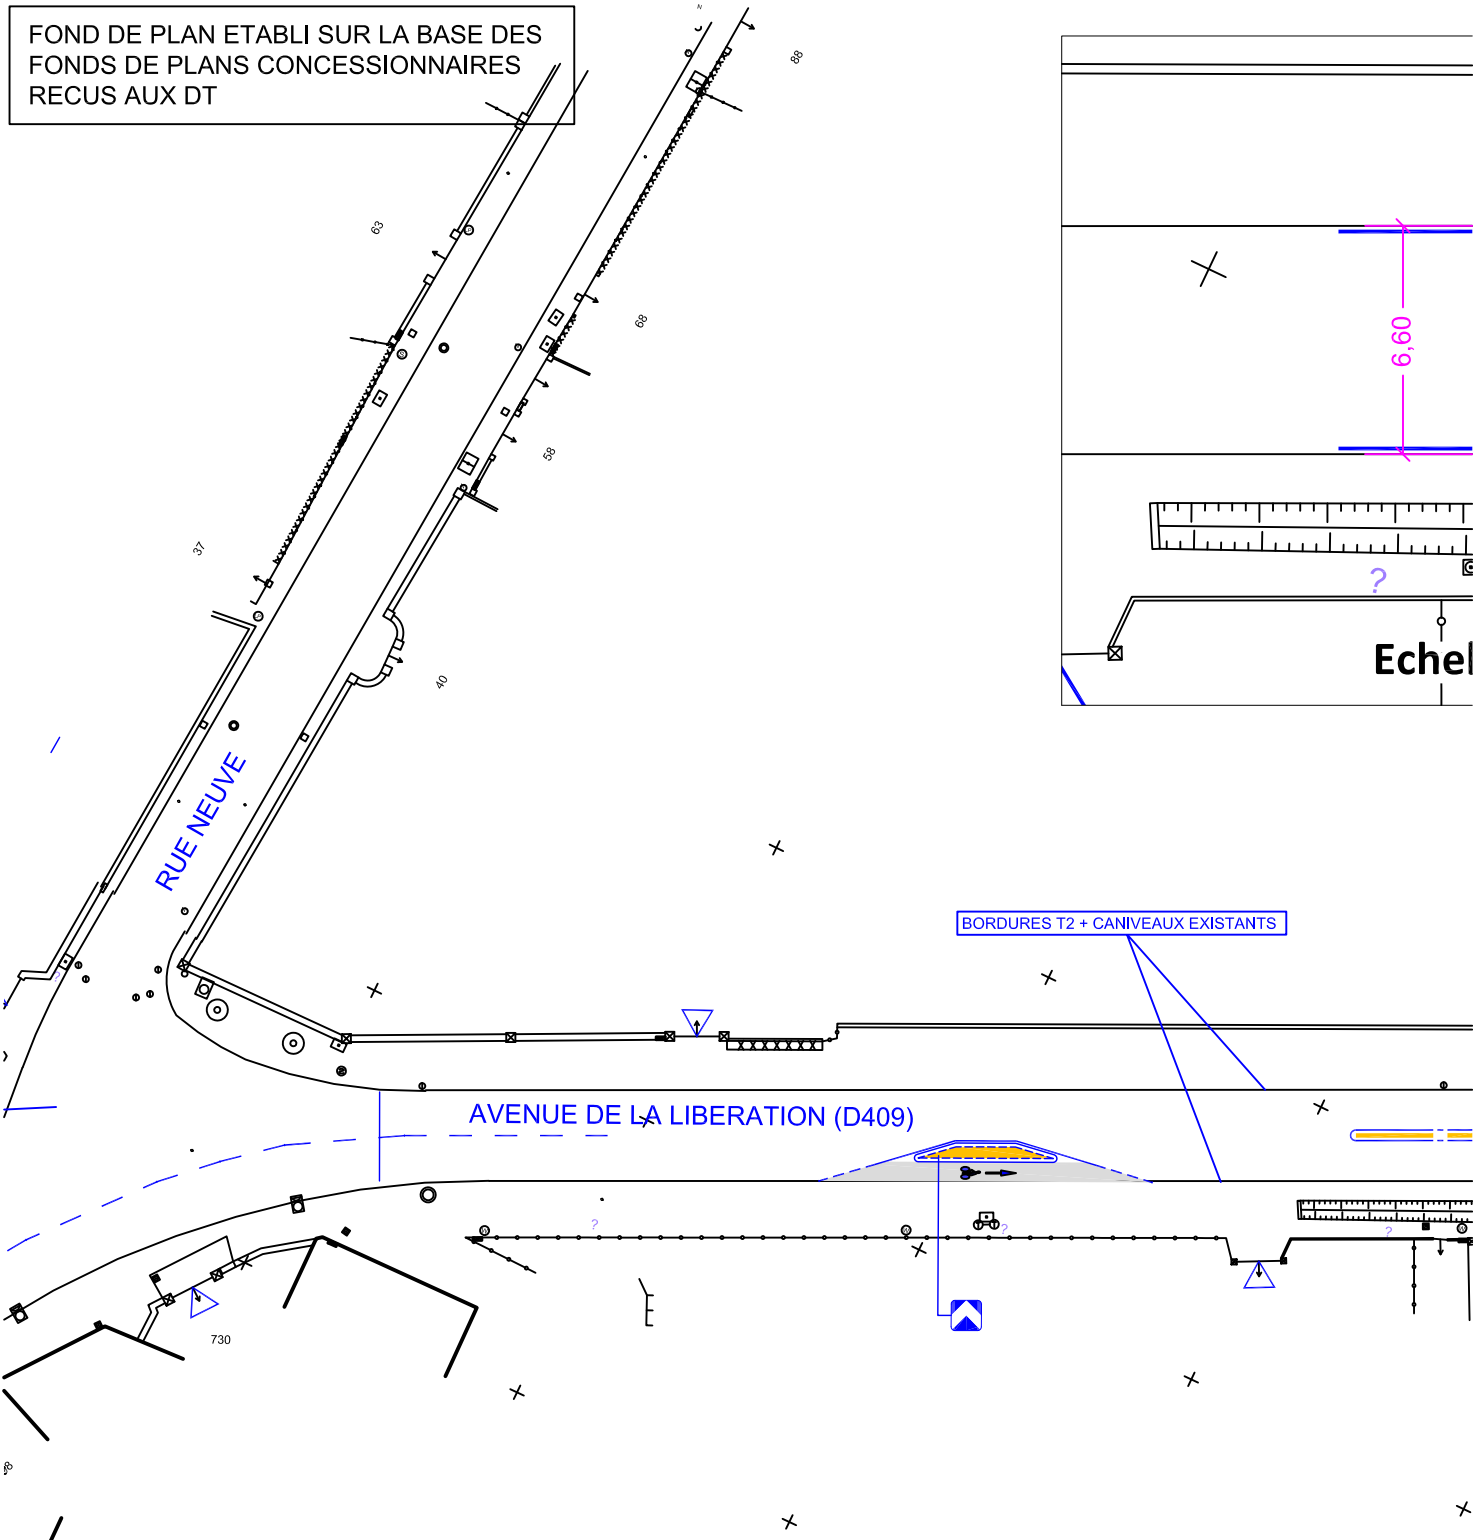 FOND DE PLAN ETABLI SUR LA BASE DES
FONDS DE PLANS CONCESSIONNAIRES
RECUS AUX DT
88
63
68
6,60
58
37
?
Echel
40
RUE NEUVE
BORDURES T2 + CANIVEAUX EXISTANTS
?
AVENUE DE LA LIBERATION (D409)
?
?
?
730